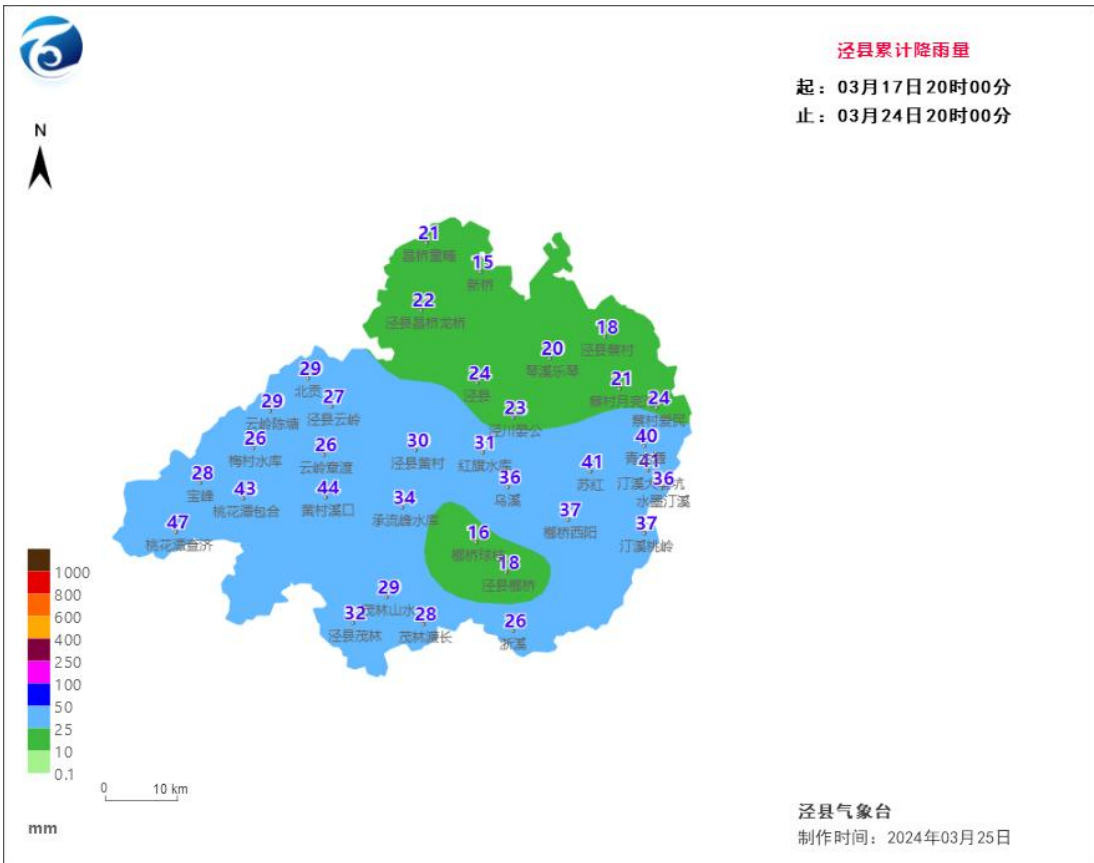 泾县累计降雨量
起：03月17日20时00分
止：03月24日20时00分
N
21
昌桥童疃
15
新桥
22
泾县昌桥龙桥
18
泾县蔡村
20
琴溪乐琴
29
北贡
24
泾县
21
蔡村月亮
24
蔡村爱民
29
云岭陈塘
27
泾县云岭
23
泾川晏公
26
梅村水库
26
云岭章渡
30
泾县黄村
31
红旗水库
40
41
苏红
41
汀溪大
坑
36
水墨汀溪
28
宝峰
43
桃花潭包合
44
黄村溪口
34
承流峰水库
36
乌溪
37
榔桥西阳
37
汀溪桃岭
47
桃花潭查济
16
榔桥球枝
18
泾县榔桥
29
茂林山水
32
泾县茂林
28
茂林濂长
26
浙溪
1000
800
600
400
250
100
50
25
10
0.1
0 10 km
mm
泾县气象台
制作时间：2024年03月25日